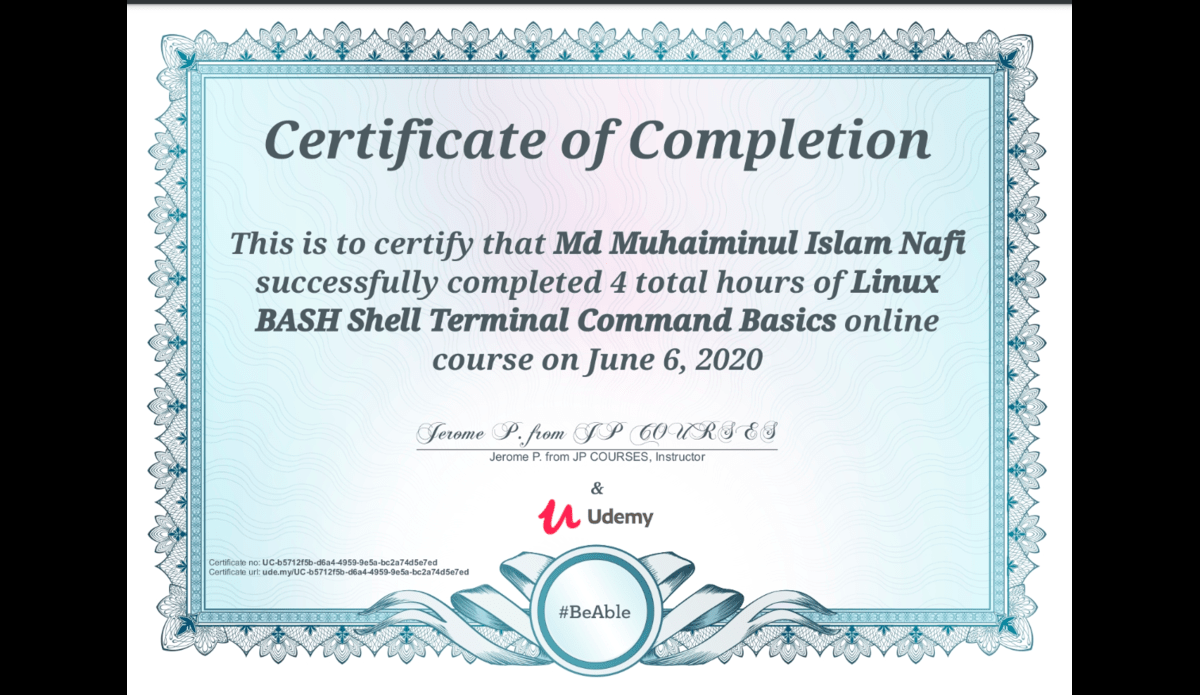 Certificate of Completion
This is to certify that Md Muhaiminul Islam Nafi
successfully completed 4 total hours of Linux
BASH Shell Terminal Command Basics online
course on June 6, 2020
Jerome P. from JP COURSES
Jerome P. from JP COURSES, Instructor
&
Udemy
Certificate no: UC-b5712f5b-d6a4-4959-9e5a-bc2a74d5e7ed
Certificate url: ude.my/UC-b5712f5b-d6a4-4959-9e5a-bc2a74d5e7ed
#BeAble